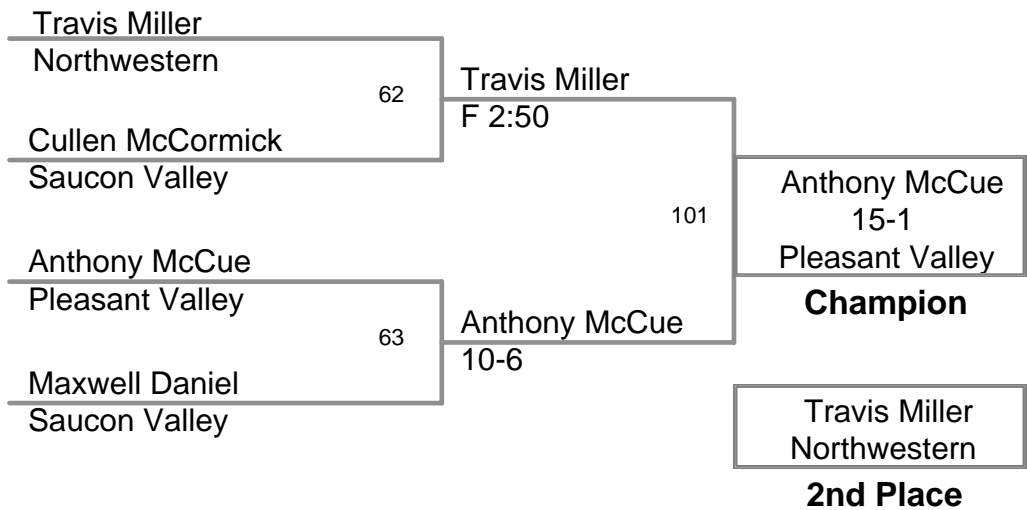 Travis Miller
Northwestern
62
Cullen McCormick
Saucon Valley
Travis Miller
F 2:50
Anthony McCue
Pleasant Valley
63
Maxwell Daniel
Saucon Valley
Anthony McCue
10-6
101
Anthony McCue
15-1
Pleasant Valley
Champion
Travis Miller
Northwestern
2nd Place